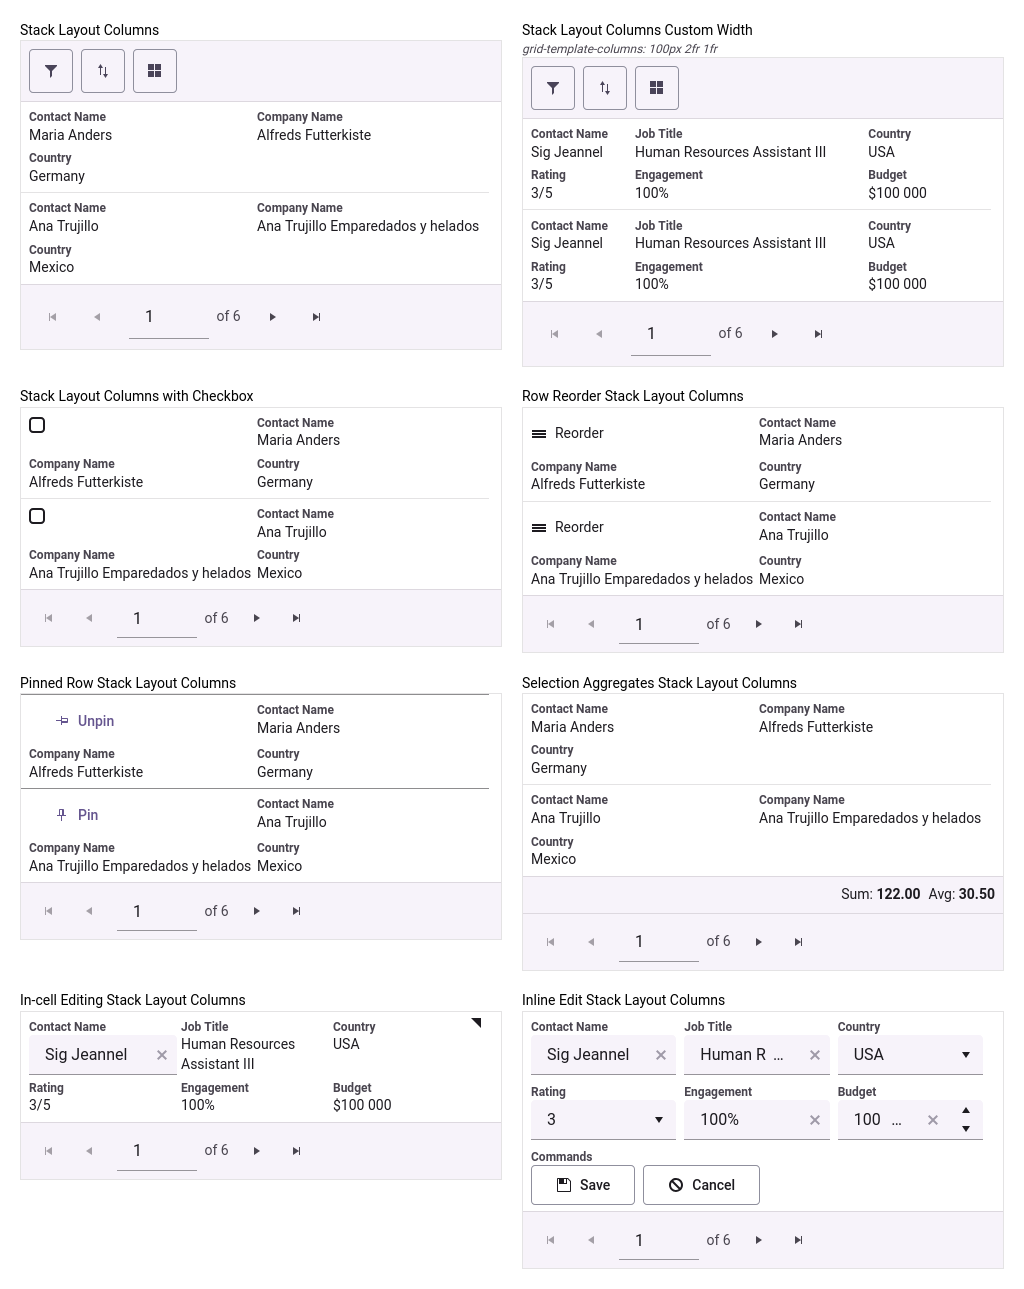 Stack Layout Columns
Contact Name Company Name
Maria Anders Alfreds Futterkiste
Country
Germany
Contact Name Company Name
Ana Trujillo Ana Trujillo Emparedados y helados
Country
Mexico
1 of 6
Stack Layout Columns Custom Width
grid-template-columns: 100px 2fr 1fr
Contact Name Job Title Country
Sig Jeannel Human Resources Assistant III USA
Rating Engagement Budget
3/5 100% $100 000
Contact Name Job Title Country
Sig Jeannel Human Resources Assistant III USA
Rating Engagement Budget
3/5 100% $100 000
1 of 6
Stack Layout Columns with Checkbox
Contact Name
Maria Anders
Company Name Country
Alfreds Futterkiste Germany
Contact Name
Ana Trujillo
Company Name Country
Ana Trujillo Emparedados y helados Mexico
1 of 6
Row Reorder Stack Layout Columns
Contact Name
Reorder Maria Anders
Company Name Country
Alfreds Futterkiste Germany
Contact Name
Reorder Ana Trujillo
Company Name Country
Ana Trujillo Emparedados y helados Mexico
1 of 6
Pinned Row Stack Layout Columns
Contact Name
Unpin Maria Anders
Company Name Country
Alfreds Futterkiste Germany
Contact Name
Pin Ana Trujillo
Company Name Country
Ana Trujillo Emparedados y helados Mexico
1 of 6
Selection Aggregates Stack Layout Columns
Contact Name Company Name
Maria Anders Alfreds Futterkiste
Country
Germany
Contact Name Company Name
Ana Trujillo Ana Trujillo Emparedados y helados
Country
Mexico
Sum: 122.00 Avg: 30.50
1 of 6
In-cell Editing Stack Layout Columns
Contact Name Job Title Country
Sig Jeannel Human Resources USA
Assistant III
Rating Engagement Budget
3/5 100% $100 000
1 of 6
Inline Edit Stack Layout Columns
Contact Name Job Title Country
Sig Jeannel Human R ... USA
Rating Engagement Budget
3 100% 100 ...
Commands
Save Cancel
1 of 6